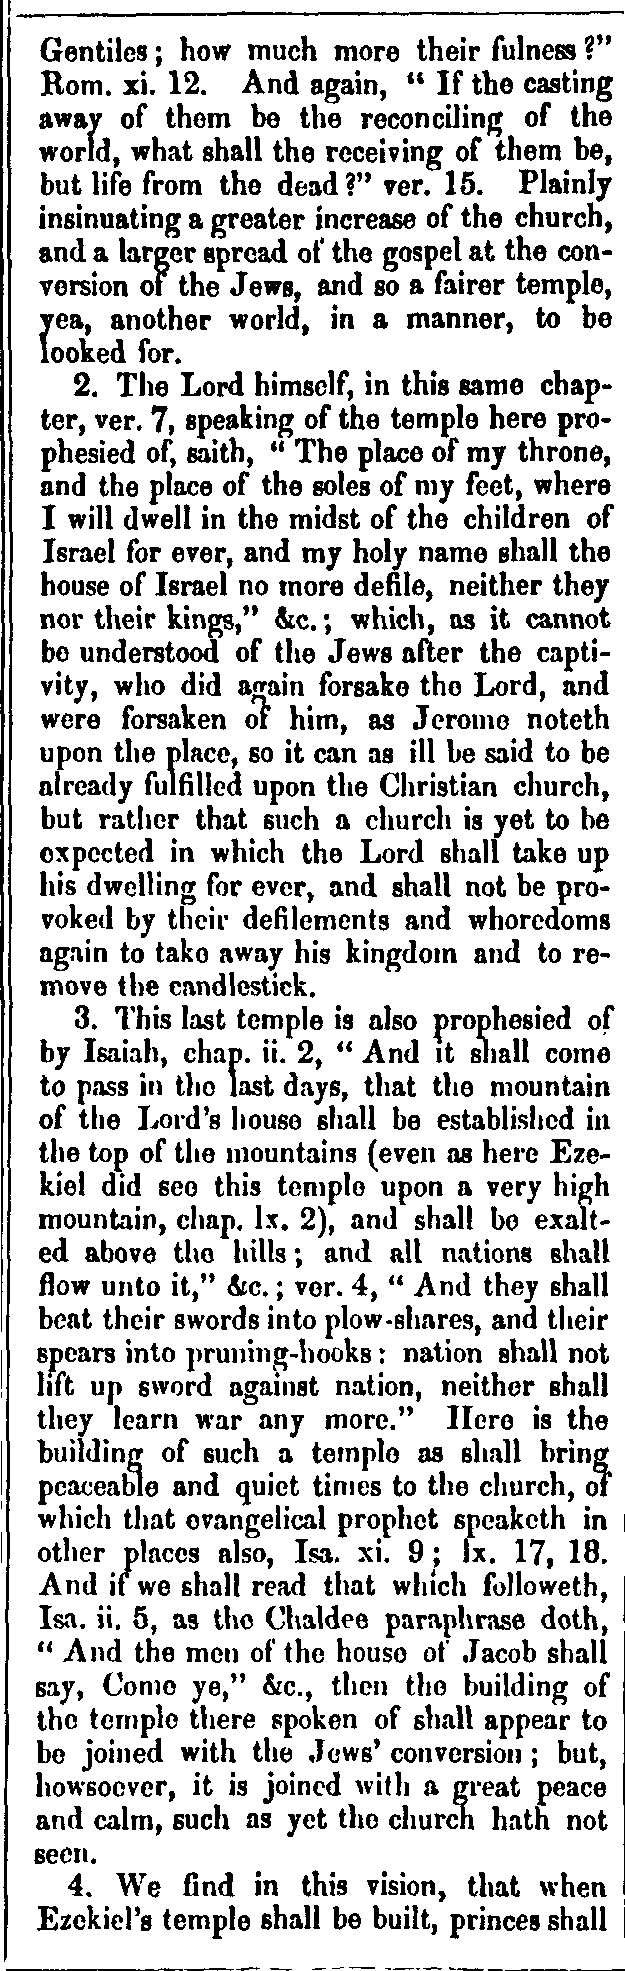 Gentiles; how much more their fulness?"
Rom. xi. 12. And again, " If the casting
away of them be the reconciling of the
world, what shall the receiving of them be,
but life from the dead?" ver. 15. Plainly
insinuating a greater increase of the church,
and a larger spread of the gospel at the con-
version of the Jews, and so a fairer temple,
yea, another world, in a manner, to be
looked for.
2. The Lord himself, in this same chap-
ter, ver. 7, speaking of the temple here pro-
phesied of, saith, " The place of my throne,
and the place of the soles of my feet, where
I will dwell in the midst of the children of
Israel for ever, and my holy name shall the
house of Israel no more defile, neither they
nor their kings," &c.; which, as it cannot
be understood of the Jews after the capti-
vity, who did again forsake the Lord, and
were forsaken of him, as Jerome noteth
upon the place, so it can as ill be said to be
already fulfilled upon the Christian church,
but rather that such a church is yet to be
expected in which the Lord shall take up
his dwelling for ever, and shall not be pro-
voked by their defilements and whoredoms
again to take away his kingdom and to re-
move the candlestick.
3. This last temple is also prophesied of
by Isaiah, chap. ii. 2, " And it shall come
to pass in the last days, that the mountain
of the Lord's house shall be established in
the top of the mountains (even as here Eze-
kiel did see this temple upon a very high
mountain, chap. lx. 2), and shall be exalt-
ed above the hills; and all nations shall
flow unto it," &c.; ver. 4, " And they shall
beat their swords into plow-shares, and their
spears into pruning-hooks: nation shall not
lift up sword against nation, neither shall
they learn war any more." Here is the
building of such a temple as shall bring
peaceable and quiet times to the church, of
which that evangelical prophet speaketh in
other places also, Isa. xi. 9; lx. 17, 18.
And if we shall read that which followeth,
Isa. ii. 5, as the Chaldee paraphrase doth,
" And the men of the house of Jacob shall
say, Come ye," &c., then the building of
the temple there spoken of shall appear to
be joined with the Jews' conversion; but,
howsoever, it is joined with a great peace
and calm, such as yet the church hath not
seen.
4. We find in this vision, that when
Ezekiel's temple shall be built, princes shall